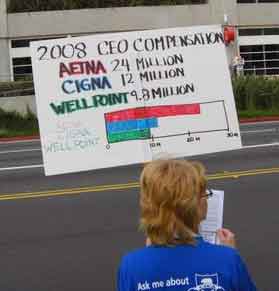 2008 CEO COMPENSATION
AETNA 24 MILLION
CIGNA 12 MILLION
WELLPOINT 9.8 MILLION
AETNA
CIGNA
WELLPOINT
0 10 M 20 M 30 M
Ask me about